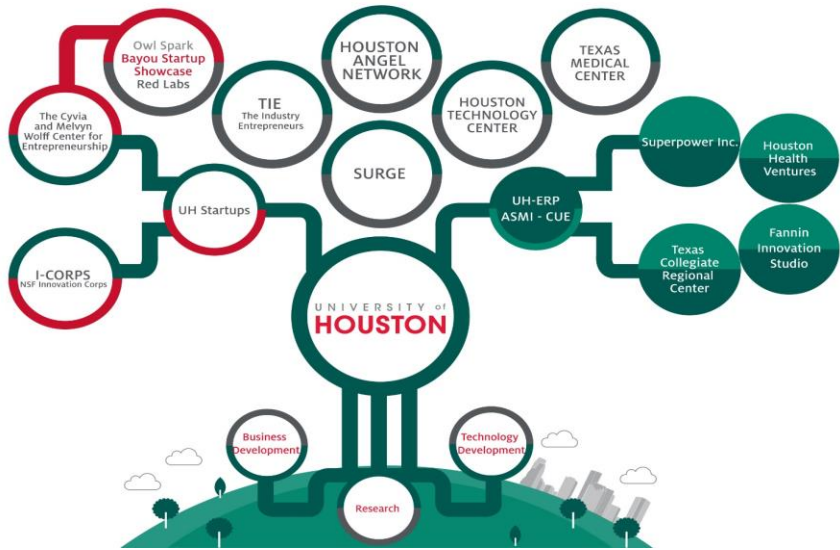 Owl Spark
Bayou Startup
Showcase
Red Labs
HOUSTON
ANGEL
NETWORK
TEXAS
MEDICAL
CENTER
TIE
The Industry
Entrepreneurs
HOUSTON
TECHNOLOGY
CENTER
The Cyvia
and Melvyn
Wolff Center for
Entrepreneurship
SURGE
Superpower Inc.
Houston
Health
Ventures
UH Startups
UH-ERP
ASMI - CUE
I-CORPS
NSF Innovation Corps
Texas
Collegiate
Regional
Center
Fannin
Innovation
Studio
UNIVERSITY of
HOUSTON
Business
Development
Technology
Development
Research